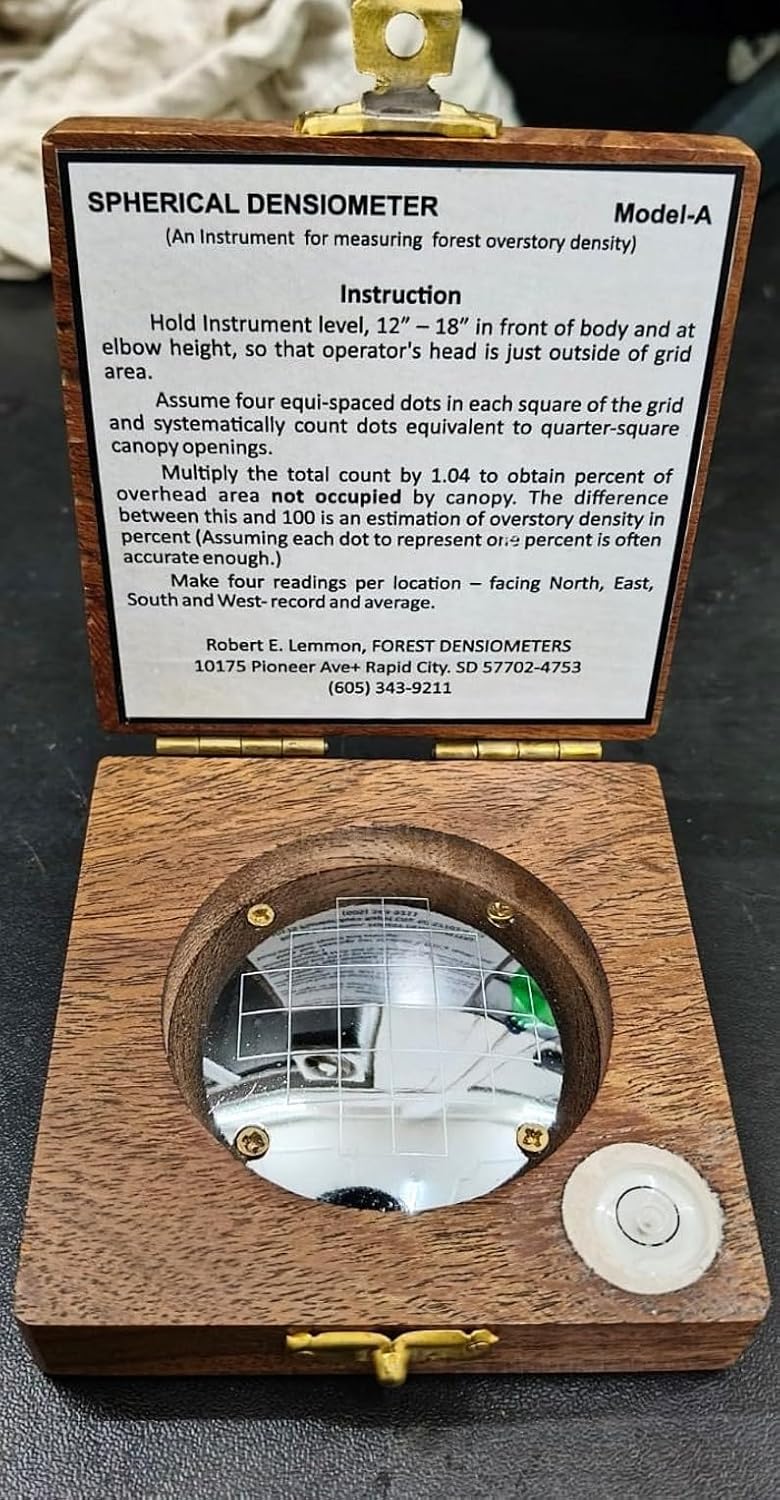 SPHERICAL DENSIOMETER Model-A
(An Instrument for measuring forest overstory density)
Instruction
Hold Instrument level, 12” – 18” in front of body and at
elbow height, so that operator's head is just outside of grid
area.
Assume four equi-spaced dots in each square of the grid
and systematically count dots equivalent to quarter-square
canopy openings.
Multiply the total count by 1.04 to obtain percent of
overhead area not occupied by canopy. The difference
between this and 100 is an estimation of overstory density in
percent (Assuming each dot to represent one percent is often
accurate enough.)
Make four readings per location – facing North, East,
South and West- record and average.
Robert E. Lemmon, FOREST DENSIOMETERS
10175 Pioneer Ave+ Rapid City. SD 57702-4753
(605) 343-9211